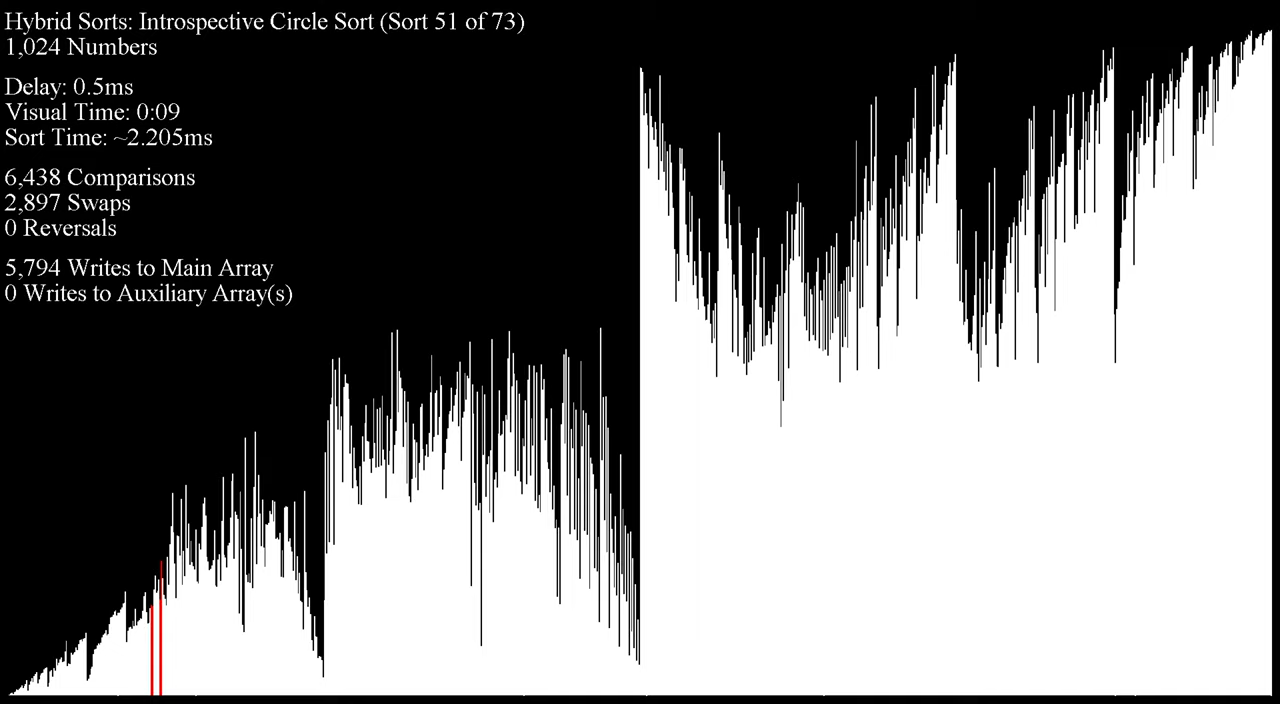 Hybrid Sorts: Introspective Circle Sort (Sort 51 of 73)
1,024 Numbers
Delay: 0.5ms
Visual Time: 0:09
Sort Time: ~2.205ms
6,438 Comparisons
2,897 Swaps
0 Reversals
5,794 Writes to Main Array
0 Writes to Auxiliary Array(s)